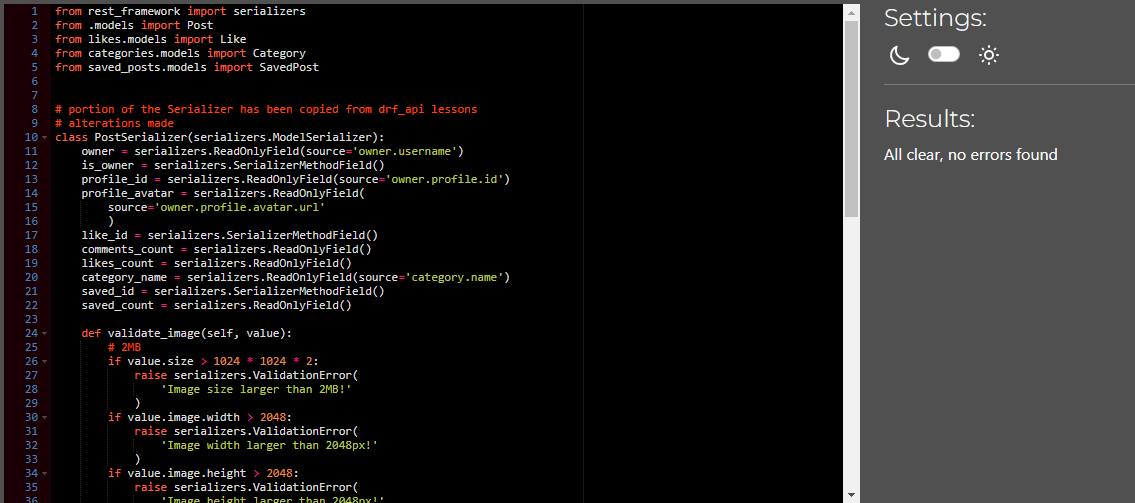 1 from rest_framework import serializers
2 from .models import Post
3 from likes.models import Like
4 from categories.models import Category
5 from saved_posts.models import SavedPost
6
7
8 # portion of the Serializer has been copied from drf_api lessons
9 # alterations made
10 class PostSerializer(serializers.ModelSerializer):
11     owner = serializers.ReadOnlyField(source='owner.username')
12     is_owner = serializers.SerializerMethodField()
13     profile_id = serializers.ReadOnlyField(source='owner.profile.id')
14     profile_avatar = serializers.ReadOnlyField(
15         source='owner.profile.avatar.url'
16         )
17     like_id = serializers.SerializerMethodField()
18     comments_count = serializers.ReadOnlyField()
19     likes_count = serializers.ReadOnlyField()
20     category_name = serializers.ReadOnlyField(source='category.name')
21     saved_id = serializers.SerializerMethodField()
22     saved_count = serializers.ReadOnlyField()
23
24     def validate_image(self, value):
25         # 2MB
26         if value.size > 1024 * 1024 * 2:
27             raise serializers.ValidationError(
28                 'Image size larger than 2MB!'
29             )
30         if value.image.width > 2048:
31             raise serializers.ValidationError(
32                 'Image width larger than 2048px!'
33             )
34         if value.image.height > 2048:
35             raise serializers.ValidationError(
36                 'Image height larger than 2048px!'
Settings:
Results:
All clear, no errors found